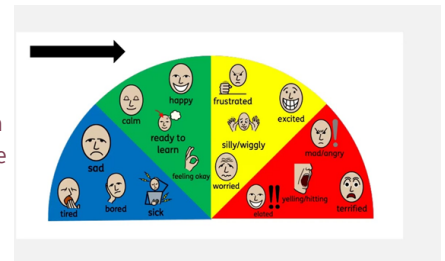 happy
calm
ready to
learn
feeling okay
sad
tired
bored
sick
frustrated
excited
silly/wiggly
worried
mad/angry
yelling/hitting
elated
terrified